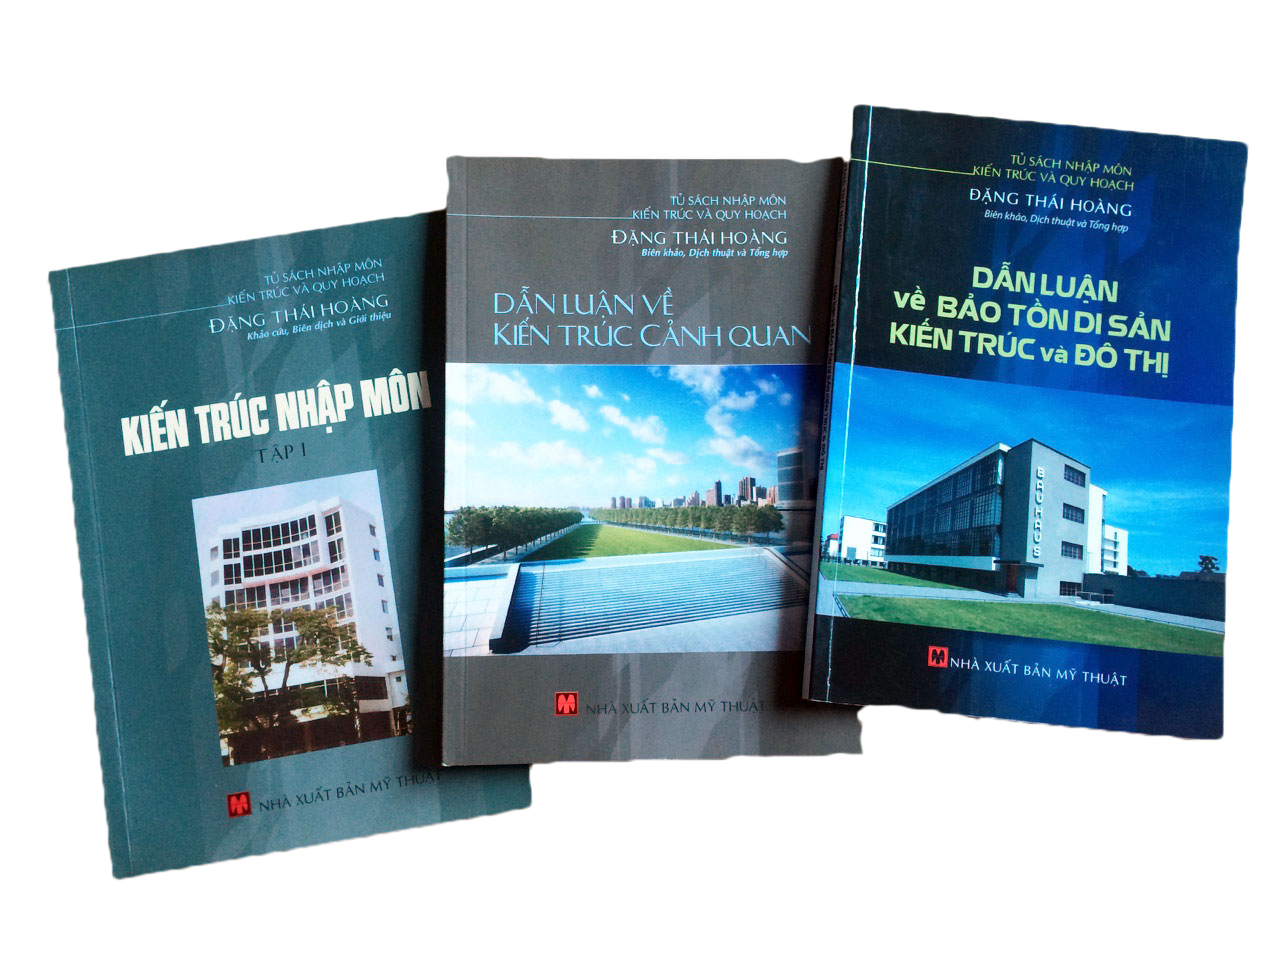 TỦ SÁCH NHẬP MÔN
KIẾN TRÚC VÀ QUY HOẠCH
ĐẶNG THÁI HOÀNG
Khảo cứu, Biên dịch và Giới thiệu
KIẾN TRÚC NHẬP MÔN
TẬP I
NHÀ XUẤT BẢN MỸ THUẬT
TỦ SÁCH NHẬP MÔN
KIẾN TRÚC VÀ QUY HOẠCH
ĐẶNG THÁI HOÀNG
Biên khảo, Dịch thuật và Tổng hợp
DẪN LUẬN VỀ
KIẾN TRÚC CẢNH QUAN
NHÀ XUẤT BẢN MỸ THUẬT
TỦ SÁCH NHẬP MÔN
KIẾN TRÚC VÀ QUY HOẠCH
ĐẶNG THÁI HOÀNG
Biên khảo, Dịch thuật và Tổng hợp
DẪN LUẬN
về BẢO TỒN DI SẢN
KIẾN TRÚC và ĐÔ THỊ
BAUHAUS
NHÀ XUẤT BẢN MỸ THUẬT